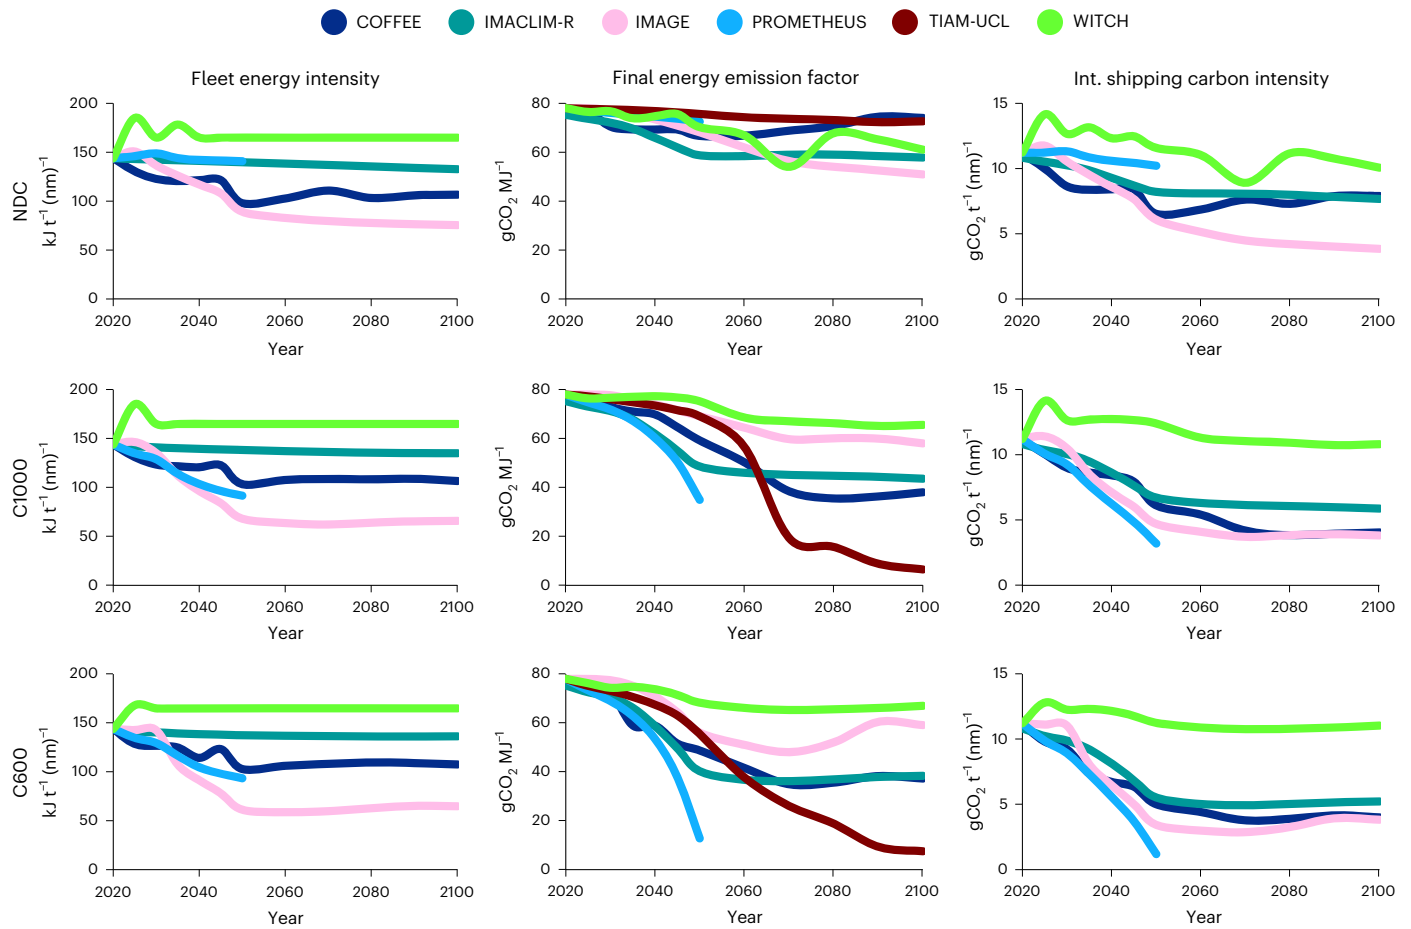 COFFEE IMACLIM-R IMAGE PROMETHEUS TIAM-UCL WITCH
Fleet energy intensity Final energy emission factor Int. shipping carbon intensity
NDC
kJ t⁻¹ (nm)⁻¹
200
150
100
50
0
2020 2040 2060 2080 2100
Year
gCO₂ MJ⁻¹
80
60
40
20
0
2020 2040 2060 2080 2100
Year
gCO₂ t⁻¹ (nm)⁻¹
15
10
5
0
2020 2040 2060 2080 2100
Year
C1000
kJ t⁻¹ (nm)⁻¹
200
150
100
50
0
2020 2040 2060 2080 2100
Year
gCO₂ MJ⁻¹
80
60
40
20
0
2020 2040 2060 2080 2100
Year
gCO₂ t⁻¹ (nm)⁻¹
15
10
5
0
2020 2040 2060 2080 2100
Year
C600
kJ t⁻¹ (nm)⁻¹
200
150
100
50
0
2020 2040 2060 2080 2100
Year
gCO₂ MJ⁻¹
80
60
40
20
0
2020 2040 2060 2080 2100
Year
gCO₂ t⁻¹ (nm)⁻¹
15
10
5
0
2020 2040 2060 2080 2100
Year